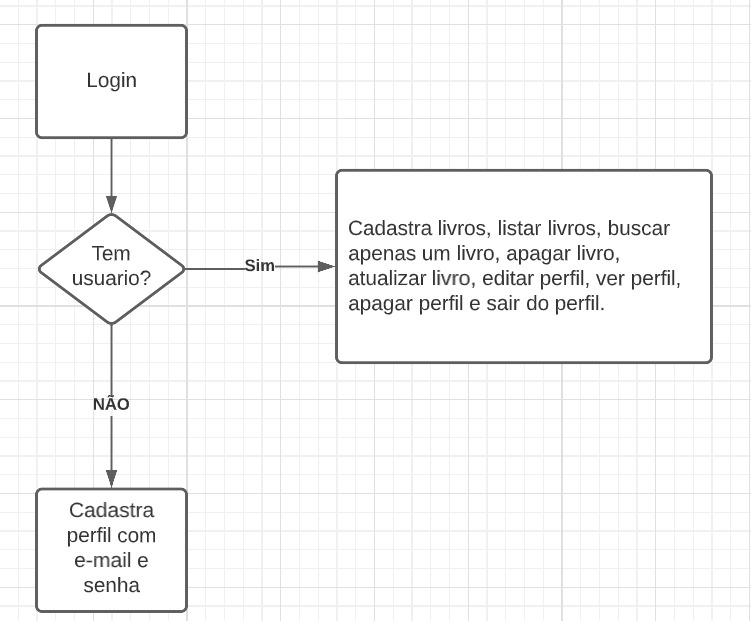 Login
Tem
usuario?
Sim
Cadastra livros, listar livros, buscar
apenas um livro, apagar livro,
atualizar livro, editar perfil, ver perfil,
apagar perfil e sair do perfil.
NÃO
Cadastra
perfil com
e-mail e
senha